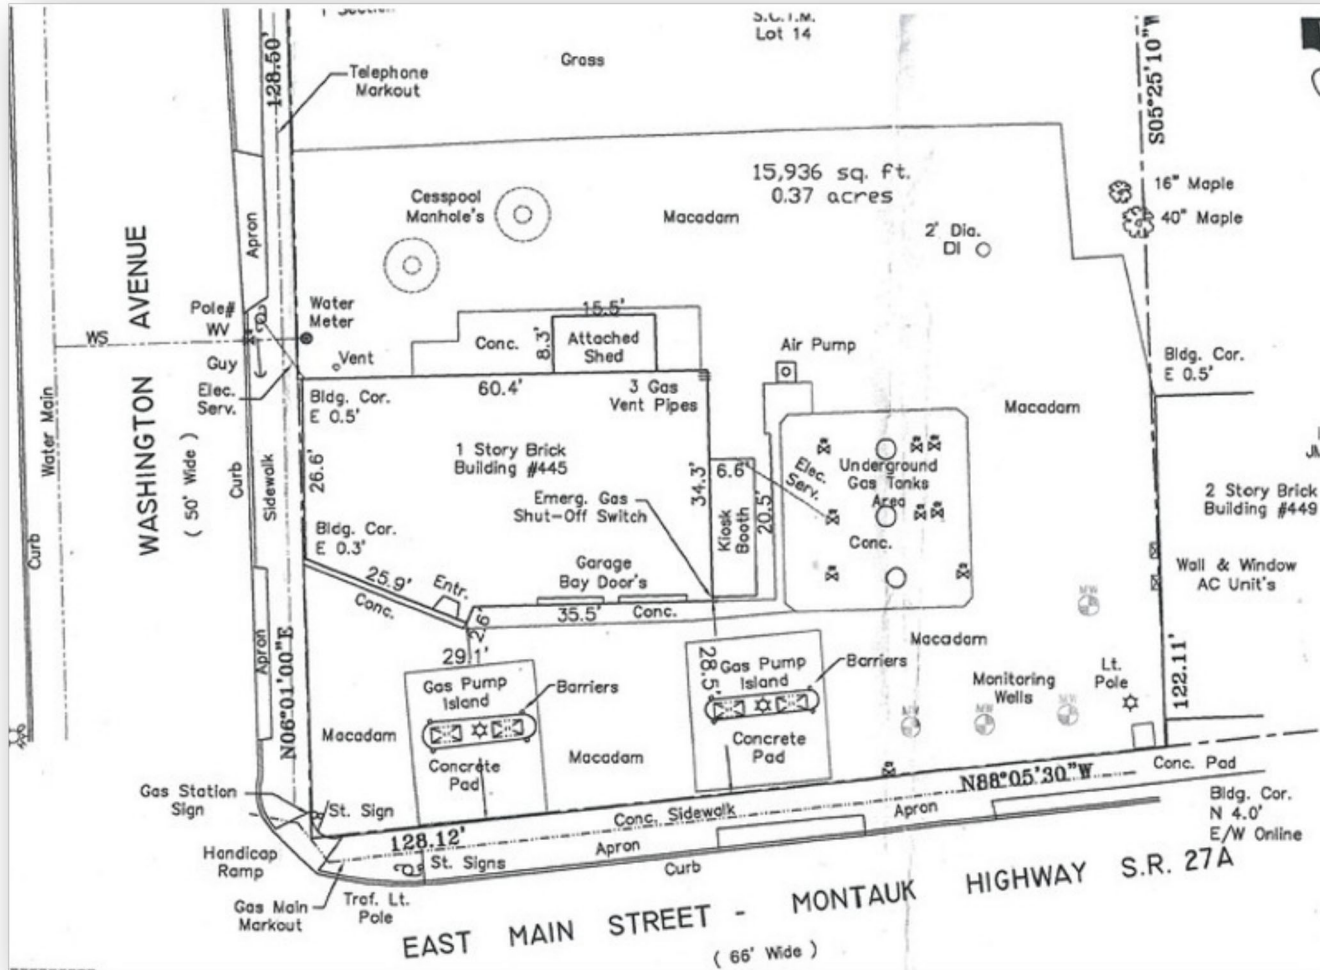 S.C.T.M.
Lot 14
Grass
128.50'
Telephone
Markout
S05°25'10"W
15,936 sq. ft.
0.37 acres
16" Maple
40" Maple
Cesspool
Manhole's
Macadam
2' Dia.
DI
Apron
WASHINGTON AVENUE
( 50' Wide )
Pole#
WV
WS
Guy
Water
Meter
Vent
Elec.
Serv.
15.5'
Conc.
8.3'
Attached
Shed
Air Pump
Bldg. Cor.
E 0.5'
60.4'
3 Gas
Vent Pipes
Bldg. Cor.
E 0.5'
Macadam
Water Main
Curb
Curb
Sidewalk
26.6'
1 Story Brick
Building #445
34.3'
6.6'
Elec.
Serv.
Underground
Gas Tanks
Area
Conc.
Emerg. Gas
Shut-Off Switch
Kiosk
Booth
20.5'
2 Story Brick
Building #449
Bldg. Cor.
E 0.3'
25.9'
Entr.
Conc.
Garage
Bay Door's
Wall & Window
AC Unit's
MW
2.6'
35.5'
Conc.
Apron
N06°01'00"E
29.1'
28.5'
Gas Pump
Island
Barriers
Gas Pump
Island
Barriers
Macadam
Monitoring
Wells
Lt.
Pole
122.11'
MW
MW
MW
Macadam
Concrete
Pad
Macadam
Concrete
Pad
N88°05'30"W
Conc. Pad
Gas Station
Sign
St. Sign
Conc. Sidewalk
Apron
Bldg. Cor.
N 4.0'
E/W Online
128.12'
Handicap
Ramp
St. Signs
Apron
Curb
Gas Main
Markout
Traf. Lt.
Pole
EAST MAIN STREET - MONTAUK HIGHWAY S.R. 27A
( 66' Wide )